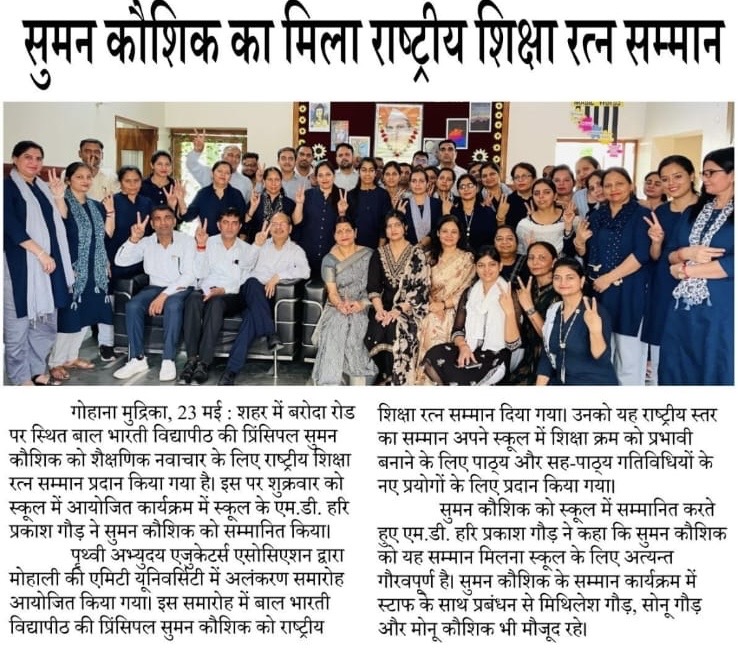 सुमन कौशिक का मिला राष्ट्रीय शिक्षा रत्न सम्मान
गोहाना मुद्रिका, 23 मई : शहर में बरोदा रोड
पर स्थित बाल भारती विद्यापीठ की प्रिंसिपल सुमन
कौशिक को शैक्षणिक नवाचार के लिए राष्ट्रीय शिक्षा
रत्न सम्मान प्रदान किया गया है। इस पर शुक्रवार को
स्कूल में आयोजित कार्यक्रम में स्कूल के एम.डी. हरि
प्रकाश गौड़ ने सुमन कौशिक को सम्मानित किया।
पृथ्वी अभ्युदय एजुकेटर्स एसोसिएशन द्वारा
मोहाली की एमिटी यूनिवर्सिटी में अलंकरण समारोह
आयोजित किया गया। इस समारोह में बाल भारती
विद्यापीठ की प्रिंसिपल सुमन कौशिक को राष्ट्रीय
शिक्षा रत्न सम्मान दिया गया। उनको यह राष्ट्रीय स्तर
का सम्मान अपने स्कूल में शिक्षा क्रम को प्रभावी
बनाने के लिए पाठ्य और सह-पाठ्य गतिविधियों के
नए प्रयोगों के लिए प्रदान किया गया।
सुमन कौशिक को स्कूल में सम्मानित करते
हुए एम.डी. हरि प्रकाश गौड़ ने कहा कि सुमन कौशिक
को यह सम्मान मिलना स्कूल के लिए अत्यन्त
गौरवपूर्ण है। सुमन कौशिक के सम्मान कार्यक्रम में
स्टाफ के साथ प्रबंधन से मिथिलेश गौड़, सोनू गौड़
और मोनू कौशिक भी मौजूद रहे।